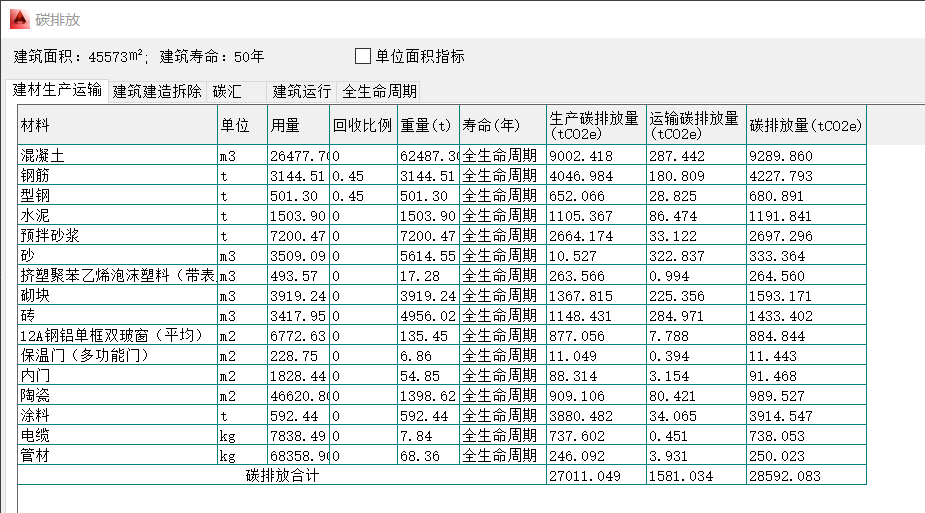 碳排放
建筑面积：45573m²；建筑寿命：50年 单位面积指标
建材生产运输 建筑建造拆除 碳汇 建筑运行 全生命周期
材料 单位 用量 回收比例 重量(t) 寿命(年) 生产碳排放量(tCO2e) 运输碳排放量(tCO2e) 碳排放量(tCO2e)
混凝土 m3 26477.70 0 62487.30 全生命周期 9002.418 287.442 9289.860
钢筋 t 3144.51 0.45 3144.51 全生命周期 4046.984 180.809 4227.793
型钢 t 501.30 0.45 501.30 全生命周期 652.066 28.825 680.891
水泥 t 1503.90 0 1503.90 全生命周期 1105.367 86.474 1191.841
预拌砂浆 t 7200.47 0 7200.47 全生命周期 2664.174 33.122 2697.296
砂 m3 3509.09 0 5614.55 全生命周期 10.527 322.837 333.364
挤塑聚苯乙烯泡沫塑料（带表 m3 493.57 0 17.28 全生命周期 263.566 0.994 264.560
砌块 m3 3919.24 0 3919.24 全生命周期 1367.815 225.356 1593.171
砖 m3 3417.95 0 4956.02 全生命周期 1148.431 284.971 1433.402
12A钢铝单框双玻窗（平均） m2 6772.63 0 135.45 全生命周期 877.056 7.788 884.844
保温门（多功能门） m2 228.75 0 6.86 全生命周期 11.049 0.394 11.443
内门 m2 1828.44 0 54.85 全生命周期 88.314 3.154 91.468
陶瓷 m2 46620.80 0 1398.62 全生命周期 909.106 80.421 989.527
涂料 t 592.44 0 592.44 全生命周期 3880.482 34.065 3914.547
电缆 kg 7838.49 0 7.84 全生命周期 737.602 0.451 738.053
管材 kg 68358.90 0 68.36 全生命周期 246.092 3.931 250.023
碳排放合计 27011.049 1581.034 28592.083